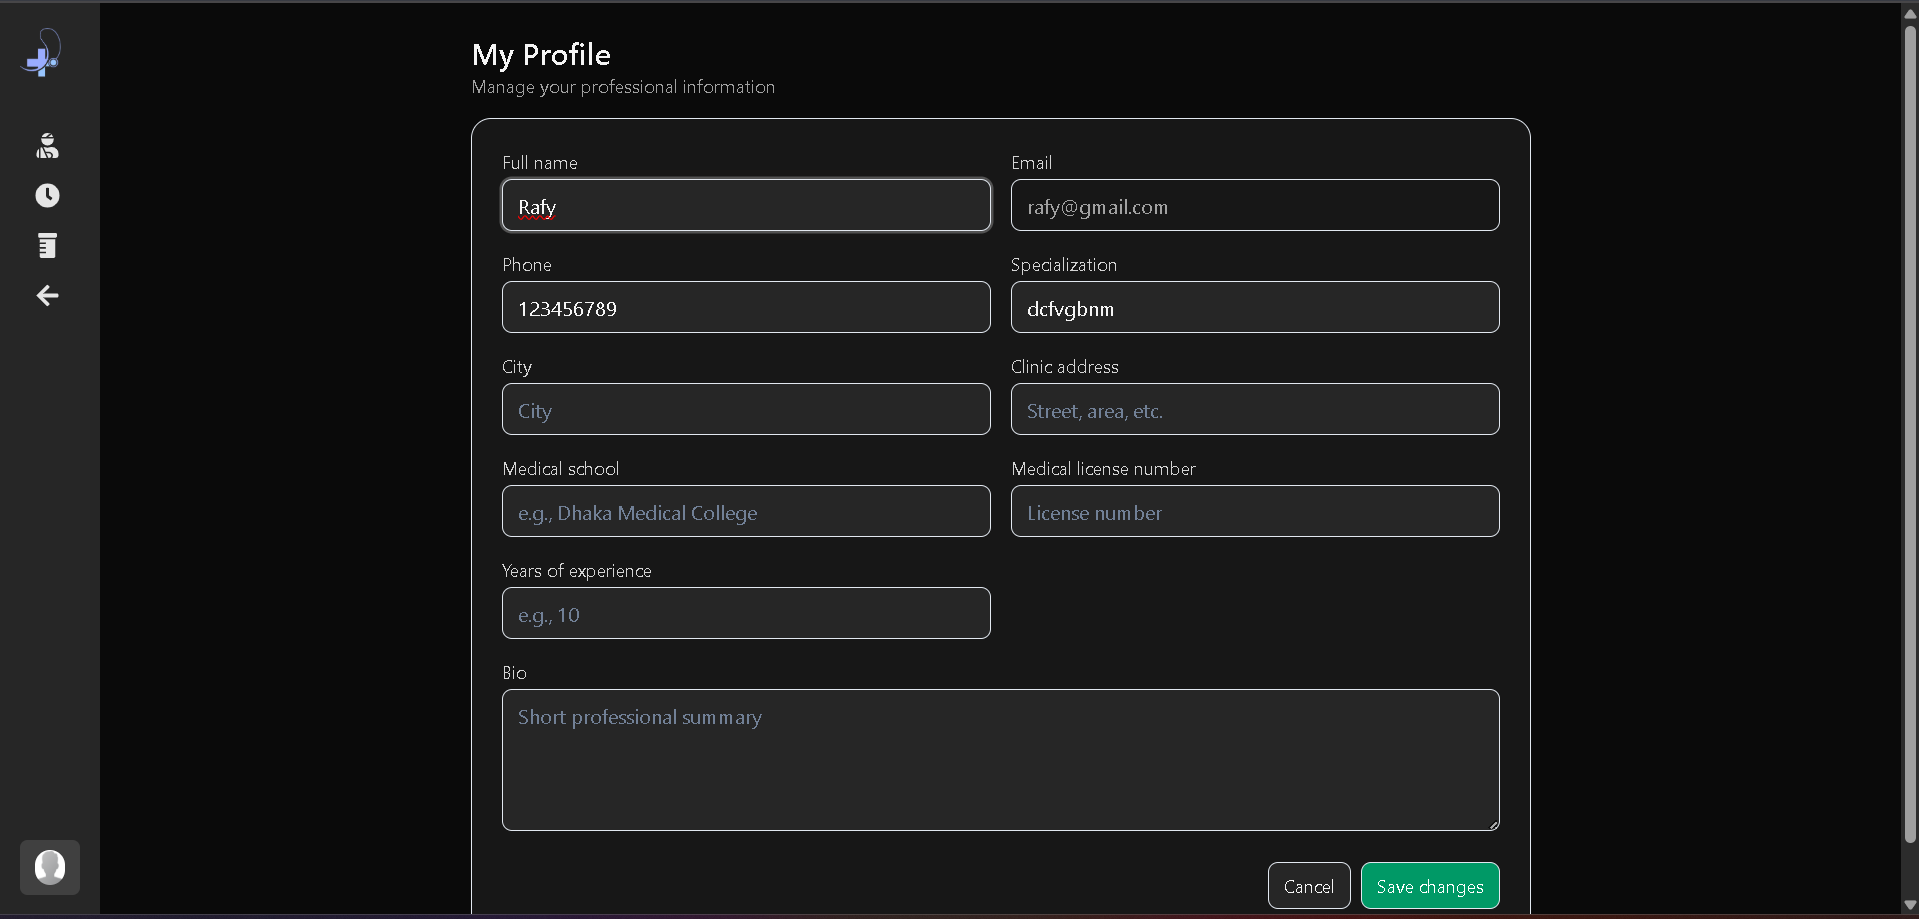 My Profile
Manage your professional information
Full name
Email
Rafy
rafy@gmail.com
Phone
Specialization
123456789
dcfvgbnm
City
Clinic address
City
Street, area, etc.
Medical school
Medical license number
e.g., Dhaka Medical College
License number
Years of experience
e.g., 10
Bio
Short professional summary
Cancel
Save changes